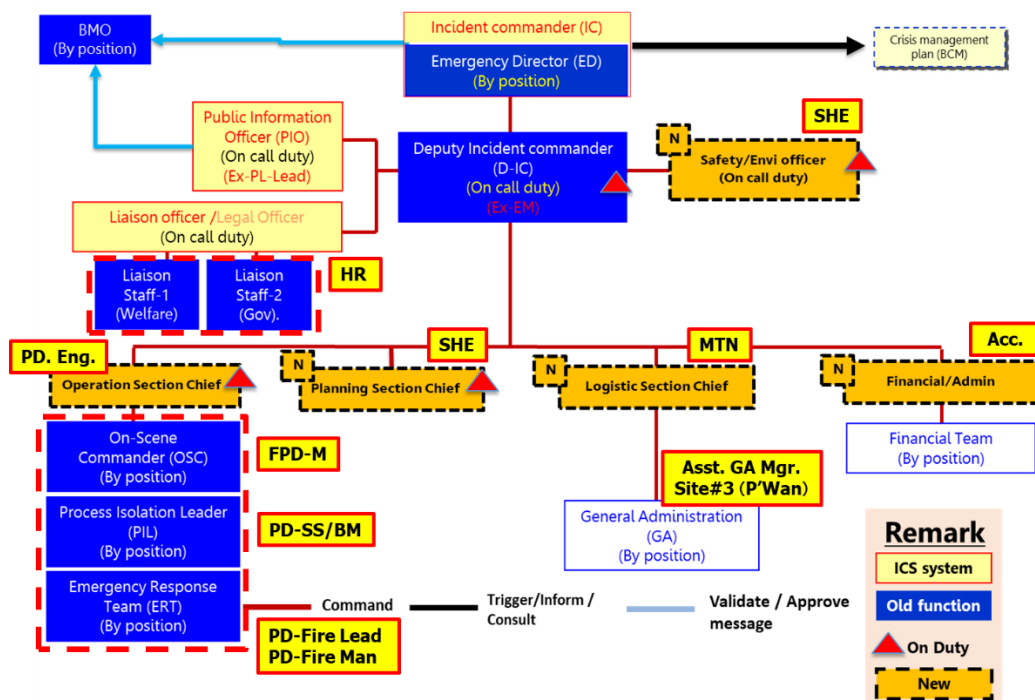 BMO
(By position)
Incident commander (IC)
Emergency Director (ED)
(By position)
Crisis management
plan (BCM)
Public Information
Officer (PIO)
(On call duty)
(Ex-PL-Lead)
Deputy Incident commander
(D-IC)
(On call duty)
(Ex-EM)
SHE
N
Safety/Envi officer
(On call duty)
Liaison officer /Legal Officer
(On call duty)
Liaison
Staff-1
(Welfare)
Liaison
Staff-2
(Gov).
HR
PD. Eng.
SHE
MTN
Acc.
Operation Section Chief
N
Planning Section Chief
N
Logistic Section Chief
N
Financial/Admin
On-Scene
Commander (OSC)
(By position)
FPD-M
Financial Team
(By position)
Asst. GA Mgr.
Site#3 (P'Wan)
Process Isolation Leader
(PIL)
(By position)
PD-SS/BM
General Administration
(GA)
(By position)
Emergency Response
Team (ERT)
(By position)
PD-Fire Lead
PD-Fire Man
Command
Trigger/Inform /
Consult
Validate / Approve
message
Remark
ICS system
Old function
On Duty
New